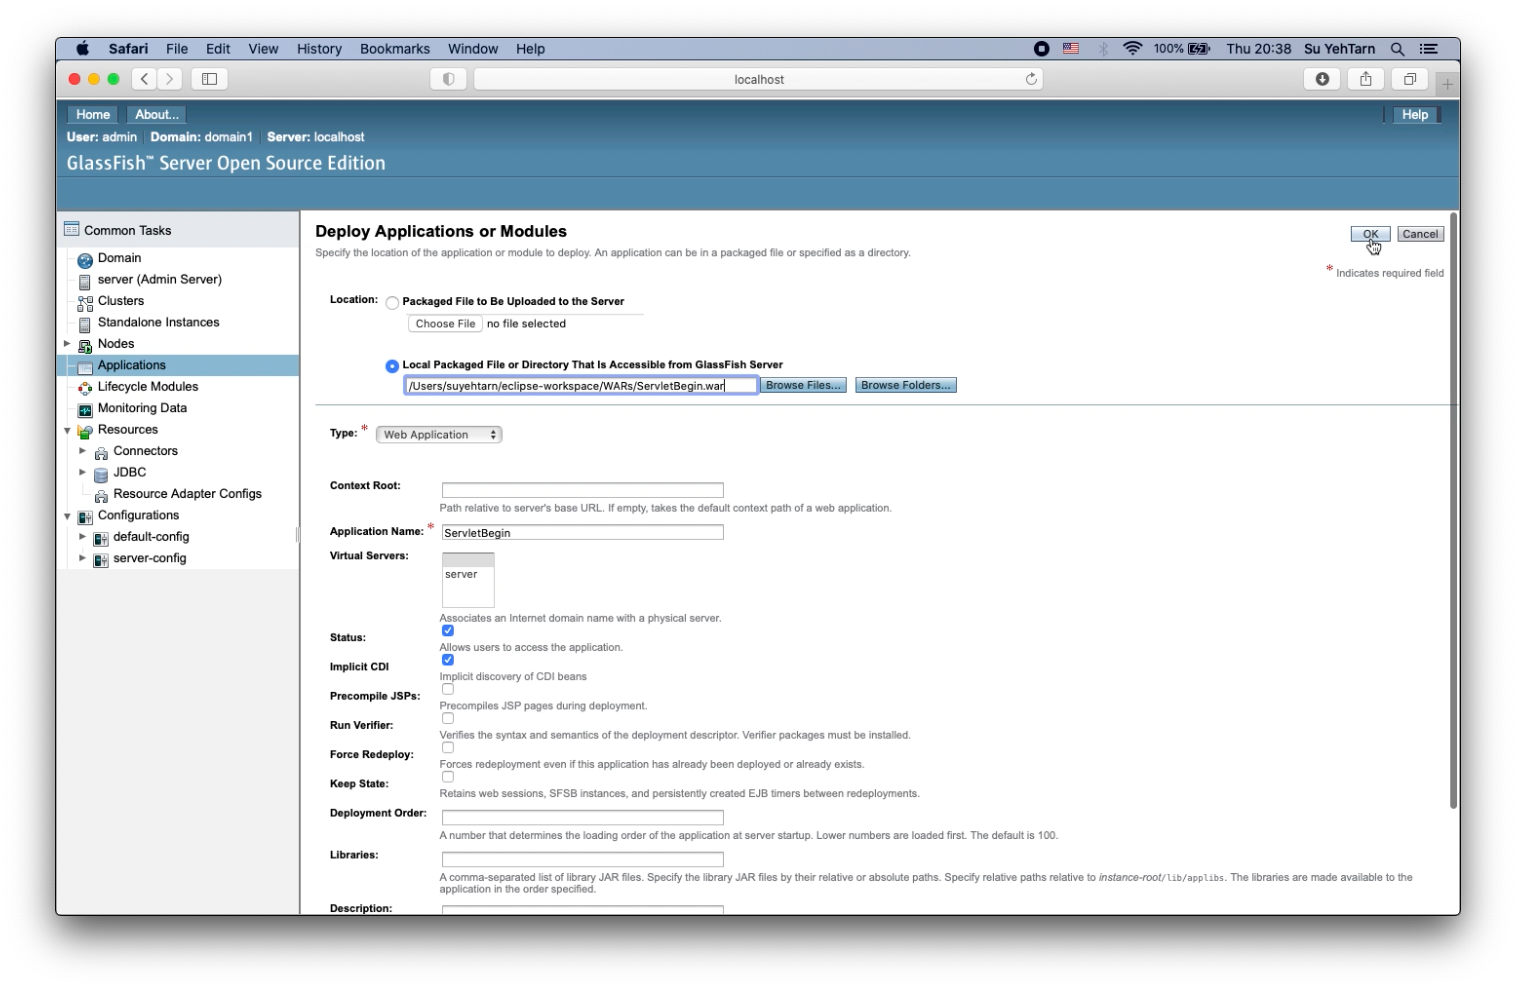 Safari File Edit View History Bookmarks Window Help 100% Thu 20:38 Su YehTarn
localhost
Home About... Help
User: admin Domain: domain1 Server: localhost
GlassFish™ Server Open Source Edition
Common Tasks
Domain
server (Admin Server)
Clusters
Standalone Instances
Nodes
Applications
Lifecycle Modules
Monitoring Data
Resources
Connectors
JDBC
Resource Adapter Configs
Configurations
default-config
server-config
Deploy Applications or Modules
OK Cancel
Specify the location of the application or module to deploy. An application can be in a packaged file or specified as a directory.
* Indicates required field
Location: Packaged File to Be Uploaded to the Server
Choose File no file selected
Local Packaged File or Directory That Is Accessible from GlassFish Server
/Users/suyehtarn/eclipse-workspace/WARs/ServletBegin.war Browse Files... Browse Folders...
Type: * Web Application
Context Root:
Path relative to server's base URL. If empty, takes the default context path of a web application.
Application Name: * ServletBegin
Virtual Servers:
server
Associates an Internet domain name with a physical server.
Status:
Allows users to access the application.
Implicit CDI
Implicit discovery of CDI beans
Precompile JSPs:
Precompiles JSP pages during deployment.
Run Verifier:
Verifies the syntax and semantics of the deployment descriptor. Verifier packages must be installed.
Force Redeploy:
Forces redeployment even if this application has already been deployed or already exists.
Keep State:
Retains web sessions, SFSB instances, and persistently created EJB timers between redeployments.
Deployment Order:
A number that determines the loading order of the application at server startup. Lower numbers are loaded first. The default is 100.
Libraries:
A comma-separated list of library JAR files. Specify the library JAR files by their relative or absolute paths. Specify relative paths relative to instance-root/lib/applibs. The libraries are made available to the
application in the order specified.
Description: